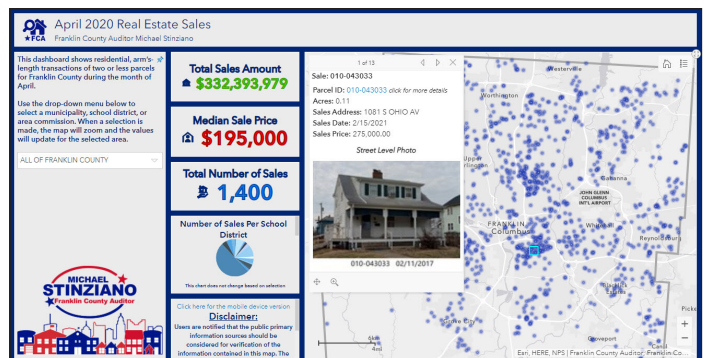 April 2020 Real Estate Sales
★FCA
Franklin County Auditor Michael Stinziano
This dashboard shows residential, arm's-
length transactions of two or less parcels
for Franklin County during the month of
April.
Use the drop-down menu below to
select a municipality, school district, or
area commission. When a selection is
made, the map will zoom and the values
will update for the selected area.
ALL OF FRANKLIN COUNTY
MICHAEL
STINZIANO
Franklin County Auditor
Total Sales Amount
$332,393,979
Median Sale Price
$195,000
Total Number of Sales
1,400
Number of Sales Per School
District
This chart does not change based on selection
Click here for the mobile device version
Disclaimer:
Users are notified that the public primary
information sources should be
considered for verification of the
information contained in this map. The
1 of 13
Sale: 010-043033
Parcel ID: 010-043033 click for more details
Acres: 0.11
Sales Address: 1081 S OHIO AV
Sales Date: 2/15/2021
Sales Price: 275,000.00
Street Level Photo
010-043033 02/11/2017
Westerville
Worthington
Upper
Gahanna
JOHN GLENN
COLUMBUS
INT'L AIRPORT
FRANKLIN
Columbus
Reynoldsburg
Grove City
Groveport
Canal
Picke
4mi
Esri, HERE, NPS | Franklin County Auditor, Franklin Co...